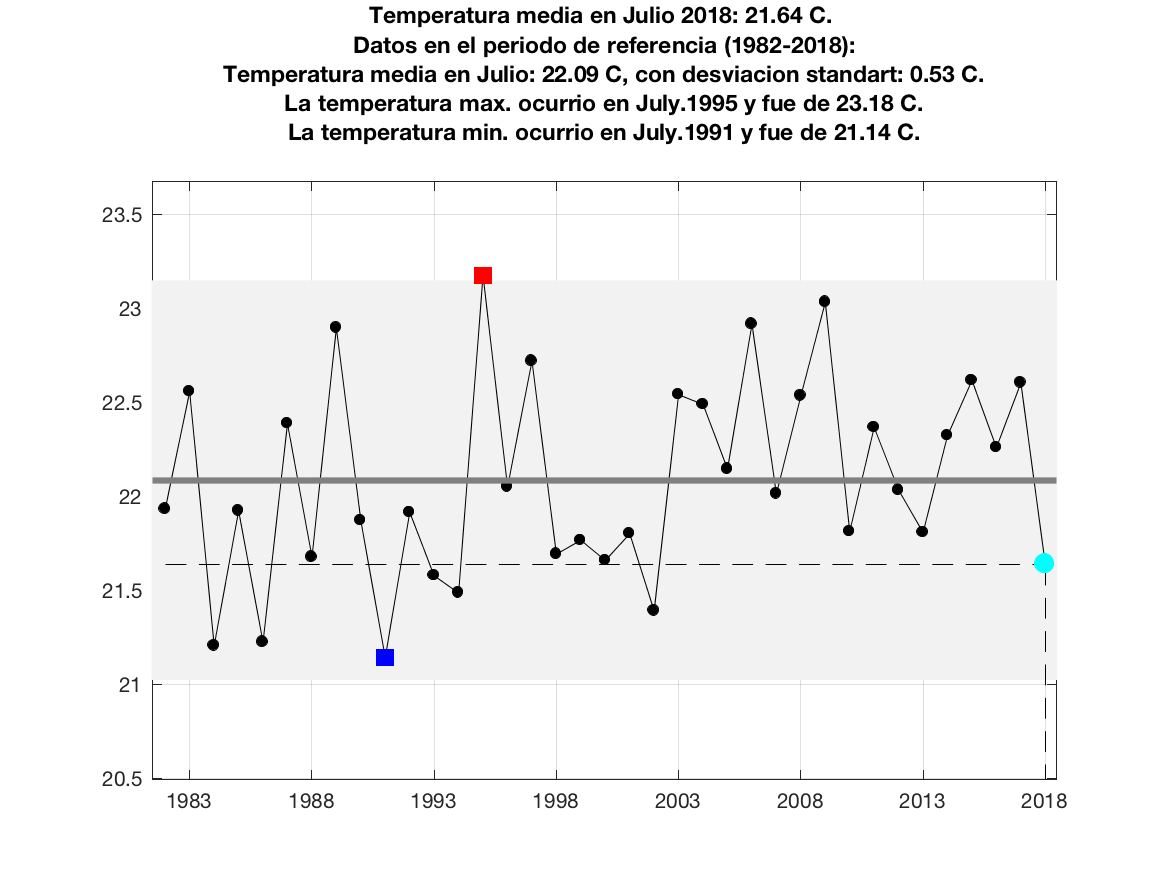 Temperatura media en Julio 2018: 21.64 C.
Datos en el periodo de referencia (1982-2018):
Temperatura media en Julio: 22.09 C, con desviacion standart: 0.53 C.
La temperatura max. ocurrio en July.1995 y fue de 23.18 C.
La temperatura min. ocurrio en July.1991 y fue de 21.14 C.
23.5
23
22.5
22
21.5
21
20.5
1983 1988 1993 1998 2003 2008 2013 2018